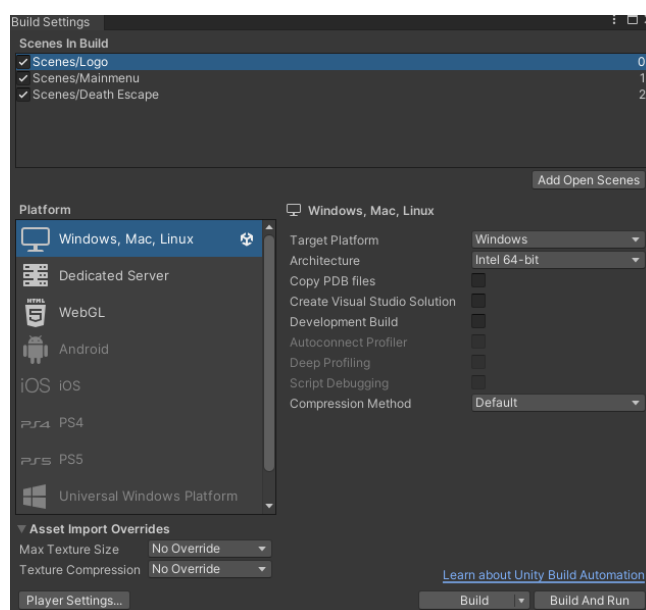 Build Settings
Scenes In Build
Scenes/Logo 0
Scenes/Mainmenu 1
Scenes/Death Escape 2
Add Open Scenes
Platform
Windows, Mac, Linux
Dedicated Server
HTML 5 WebGL
Android
iOS iOS
PS4 PS4
PS5 PS5
Universal Windows Platform
Windows, Mac, Linux
Target Platform Windows
Architecture Intel 64-bit
Copy PDB files
Create Visual Studio Solution
Development Build
Autoconnect Profiler
Deep Profiling
Script Debugging
Compression Method Default
Asset Import Overrides
Max Texture Size No Override
Texture Compression No Override
Learn about Unity Build Automation
Player Settings... Build Build And Run